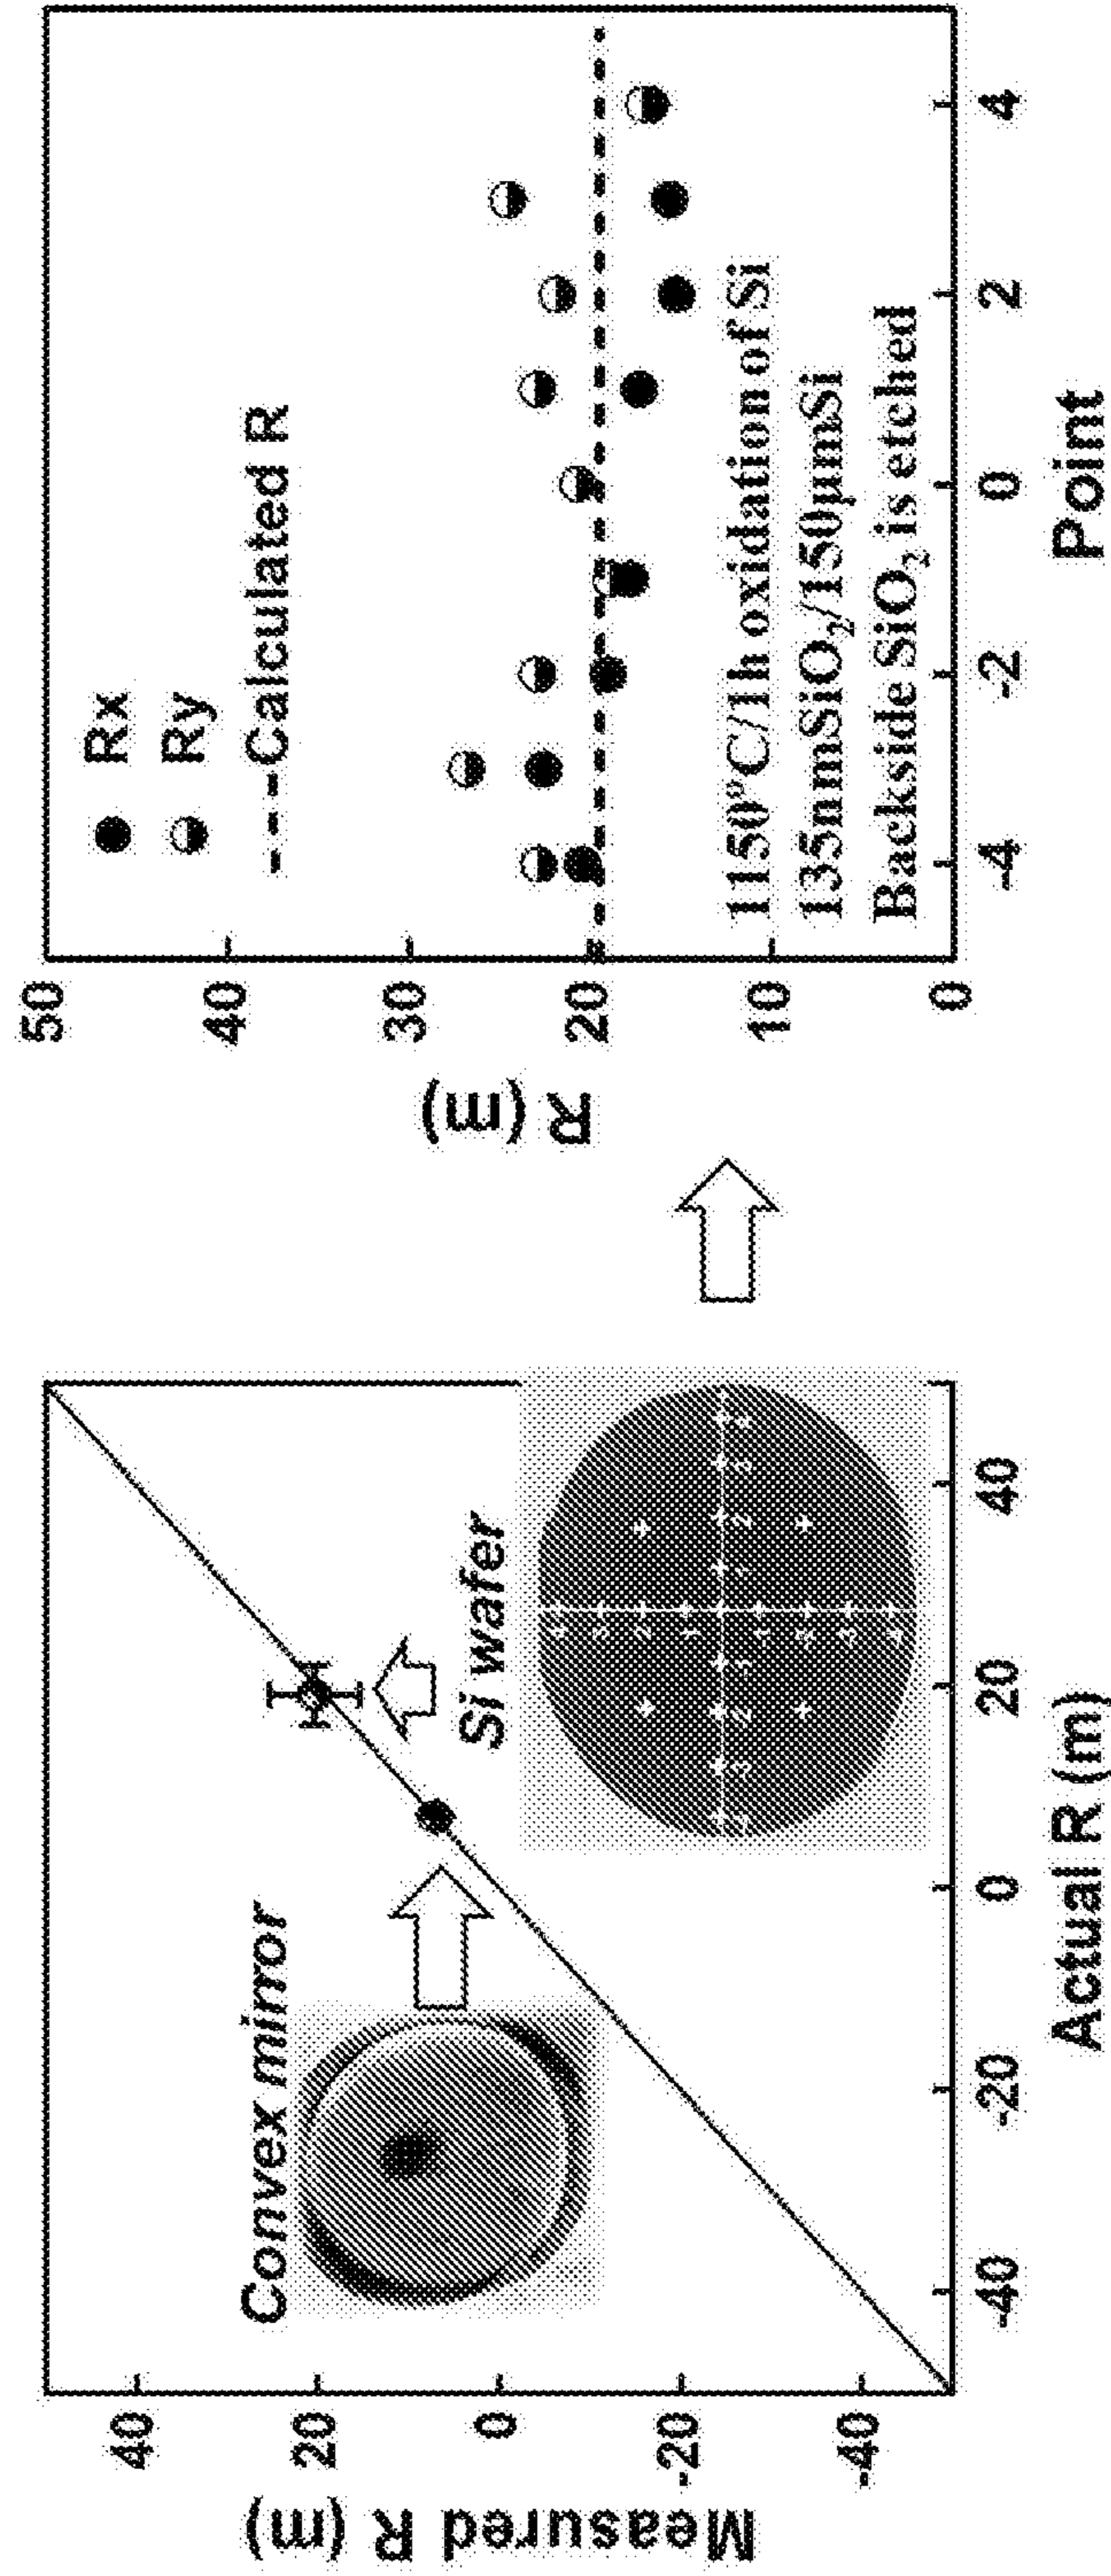 Measured R (m)
40
20
0
-20
-40
Convex mirror
Si wafer
-40
-20
0
20
40
Actual R (m)
R (m)
50
40
30
20
10
0
Rx
Ry
Calculated R
1150°C/1h oxidation of Si
135nmSiO₂/150μmSi
Backside SiO₂ is etched
-4
-2
0
2
4
Point